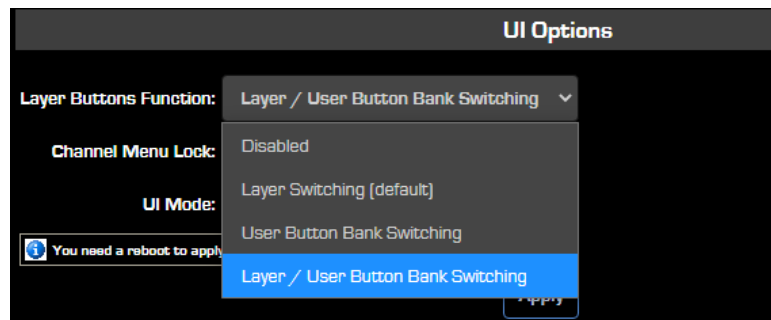 UI Options
Layer Buttons Function:
Layer / User Button Bank Switching
Channel Menu Lock:
Disabled
Layer Switching (default)
UI Mode:
User Button Bank Switching
You need a reboot to apply
Layer / User Button Bank Switching
Apply